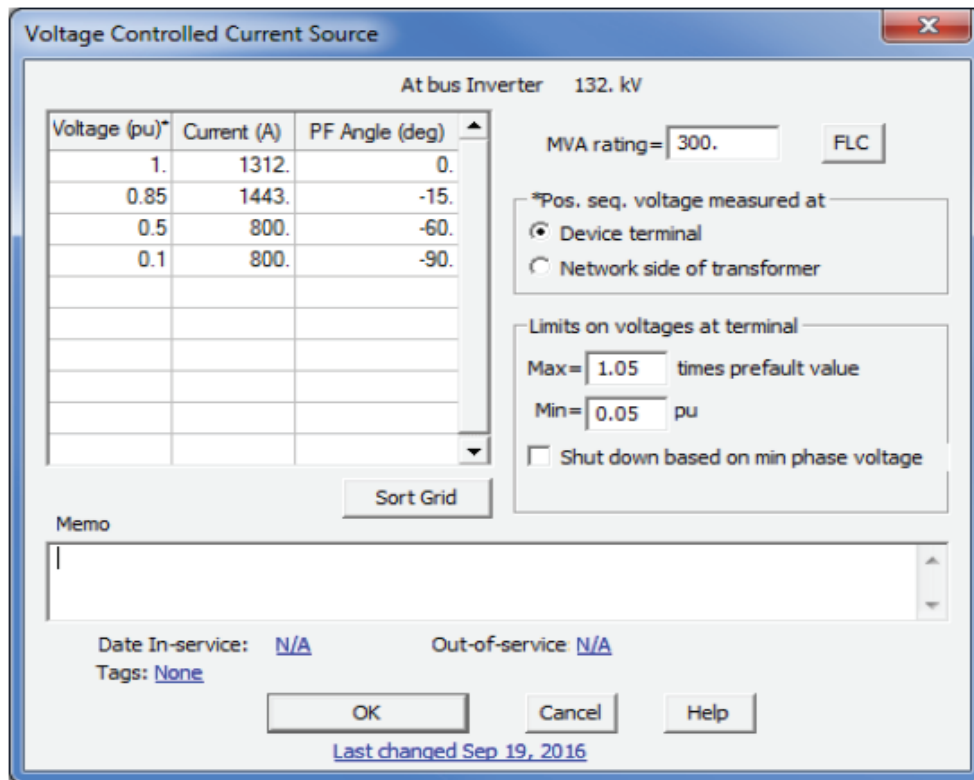 Voltage Controlled Current Source
At bus Inverter 132. kV
Voltage (pu)* Current (A) PF Angle (deg)
1. 1312. 0.
0.85 1443. -15.
0.5 800. -60.
0.1 800. -90.
Sort Grid
MVA rating= 300. FLC
*Pos. seq. voltage measured at
Device terminal
Network side of transformer
Limits on voltages at terminal
Max= 1.05 times prefault value
Min= 0.05 pu
Shut down based on min phase voltage
Memo
Date In-service: N/A Out-of-service: N/A
Tags: None
OK Cancel Help
Last changed Sep 19, 2016